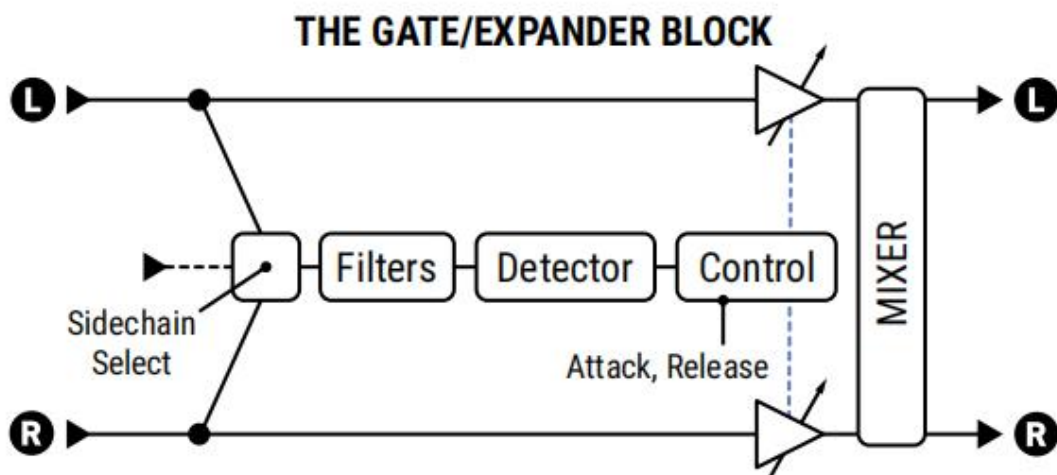 THE GATE/EXPANDER BLOCK
L
L
Filters
Detector
Control
MIXER
Sidechain
Select
Attack, Release
R
R